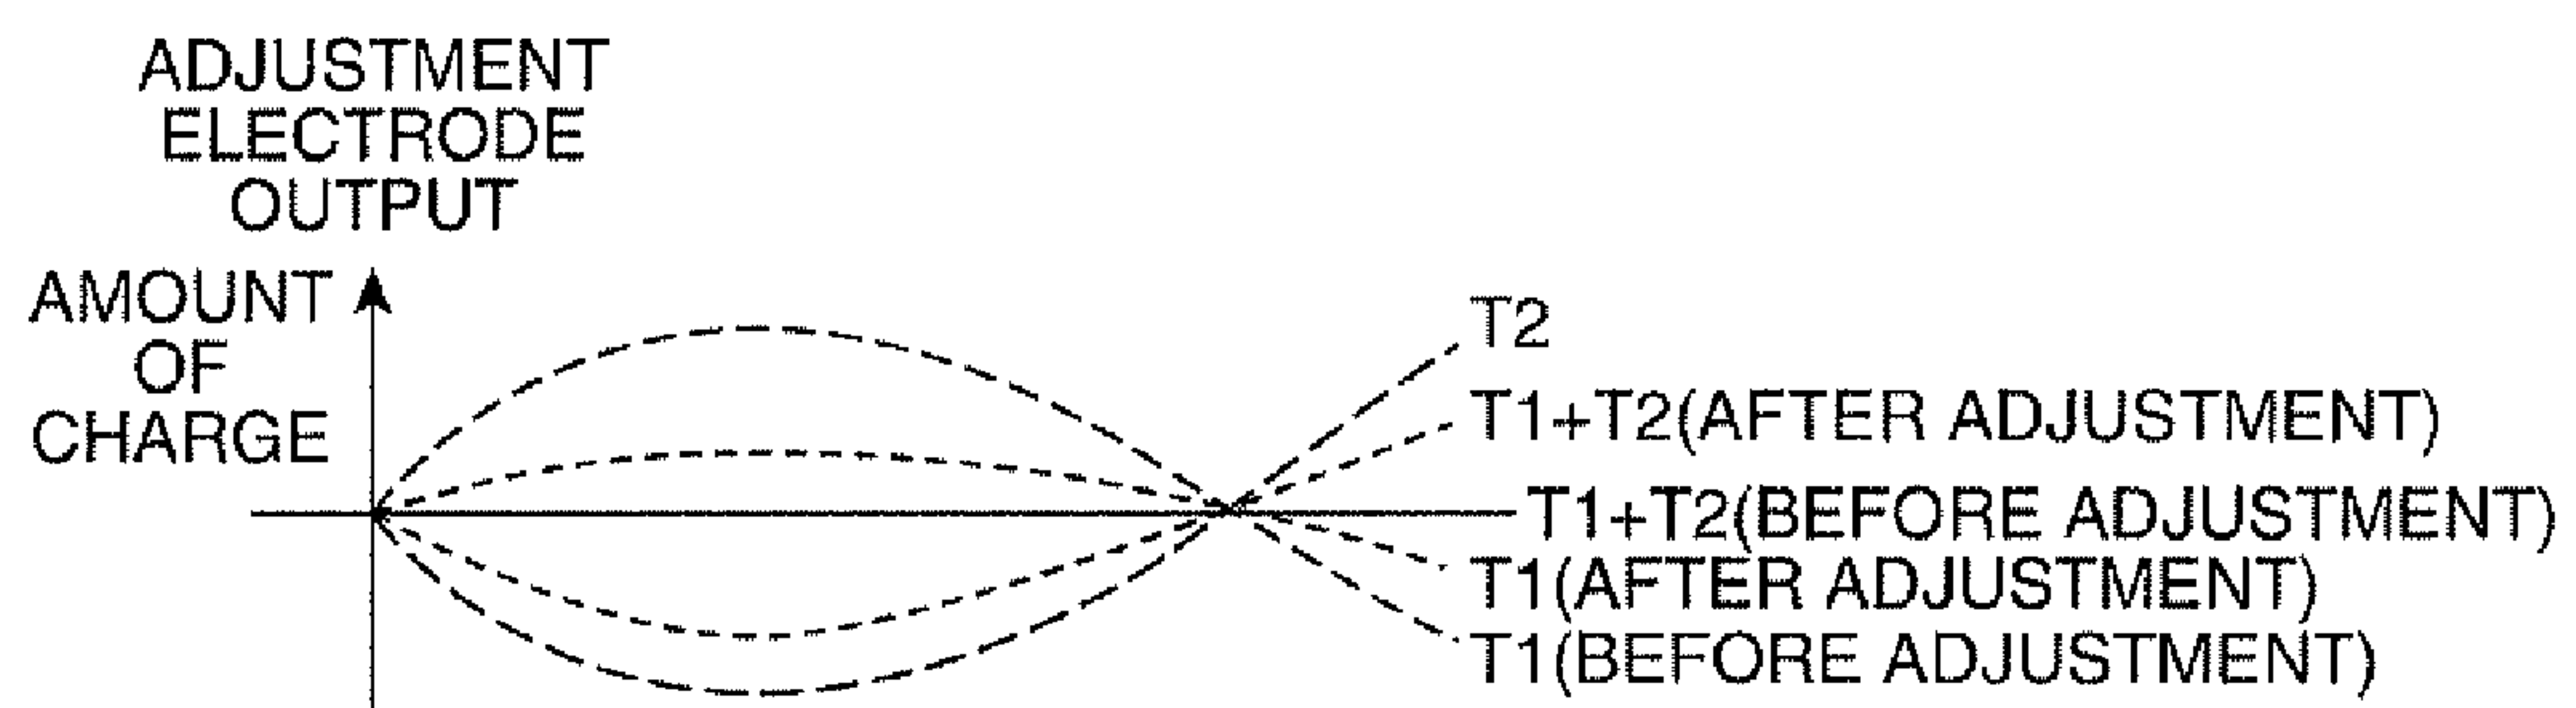 ADJUSTMENT
ELECTRODE
OUTPUT
AMOUNT
OF
CHARGE
T2
T1+T2(AFTER ADJUSTMENT)
T1+T2(BEFORE ADJUSTMENT)
T1(AFTER ADJUSTMENT)
T1(BEFORE ADJUSTMENT)